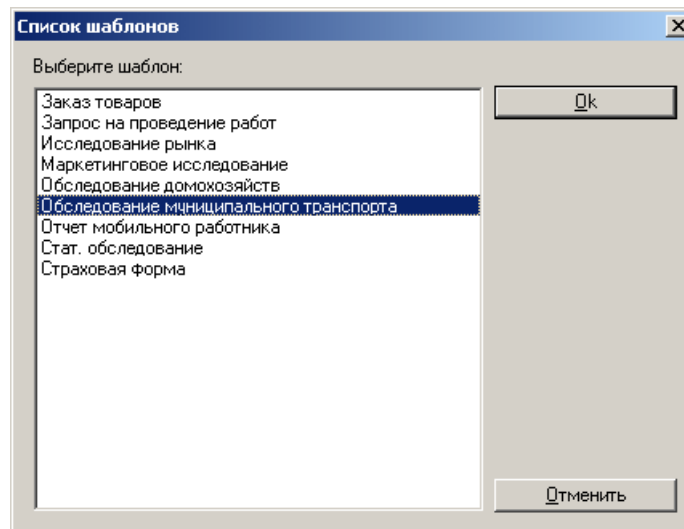 Список шаблонов
Выберите шаблон:
Заказ товаров
Запрос на проведение работ
Исследование рынка
Маркетинговое исследование
Обследование домохозяйств
Обследование муниципального транспорта
Отчет мобильного работника
Стат. обследование
Страховая форма
Ok
Отменить